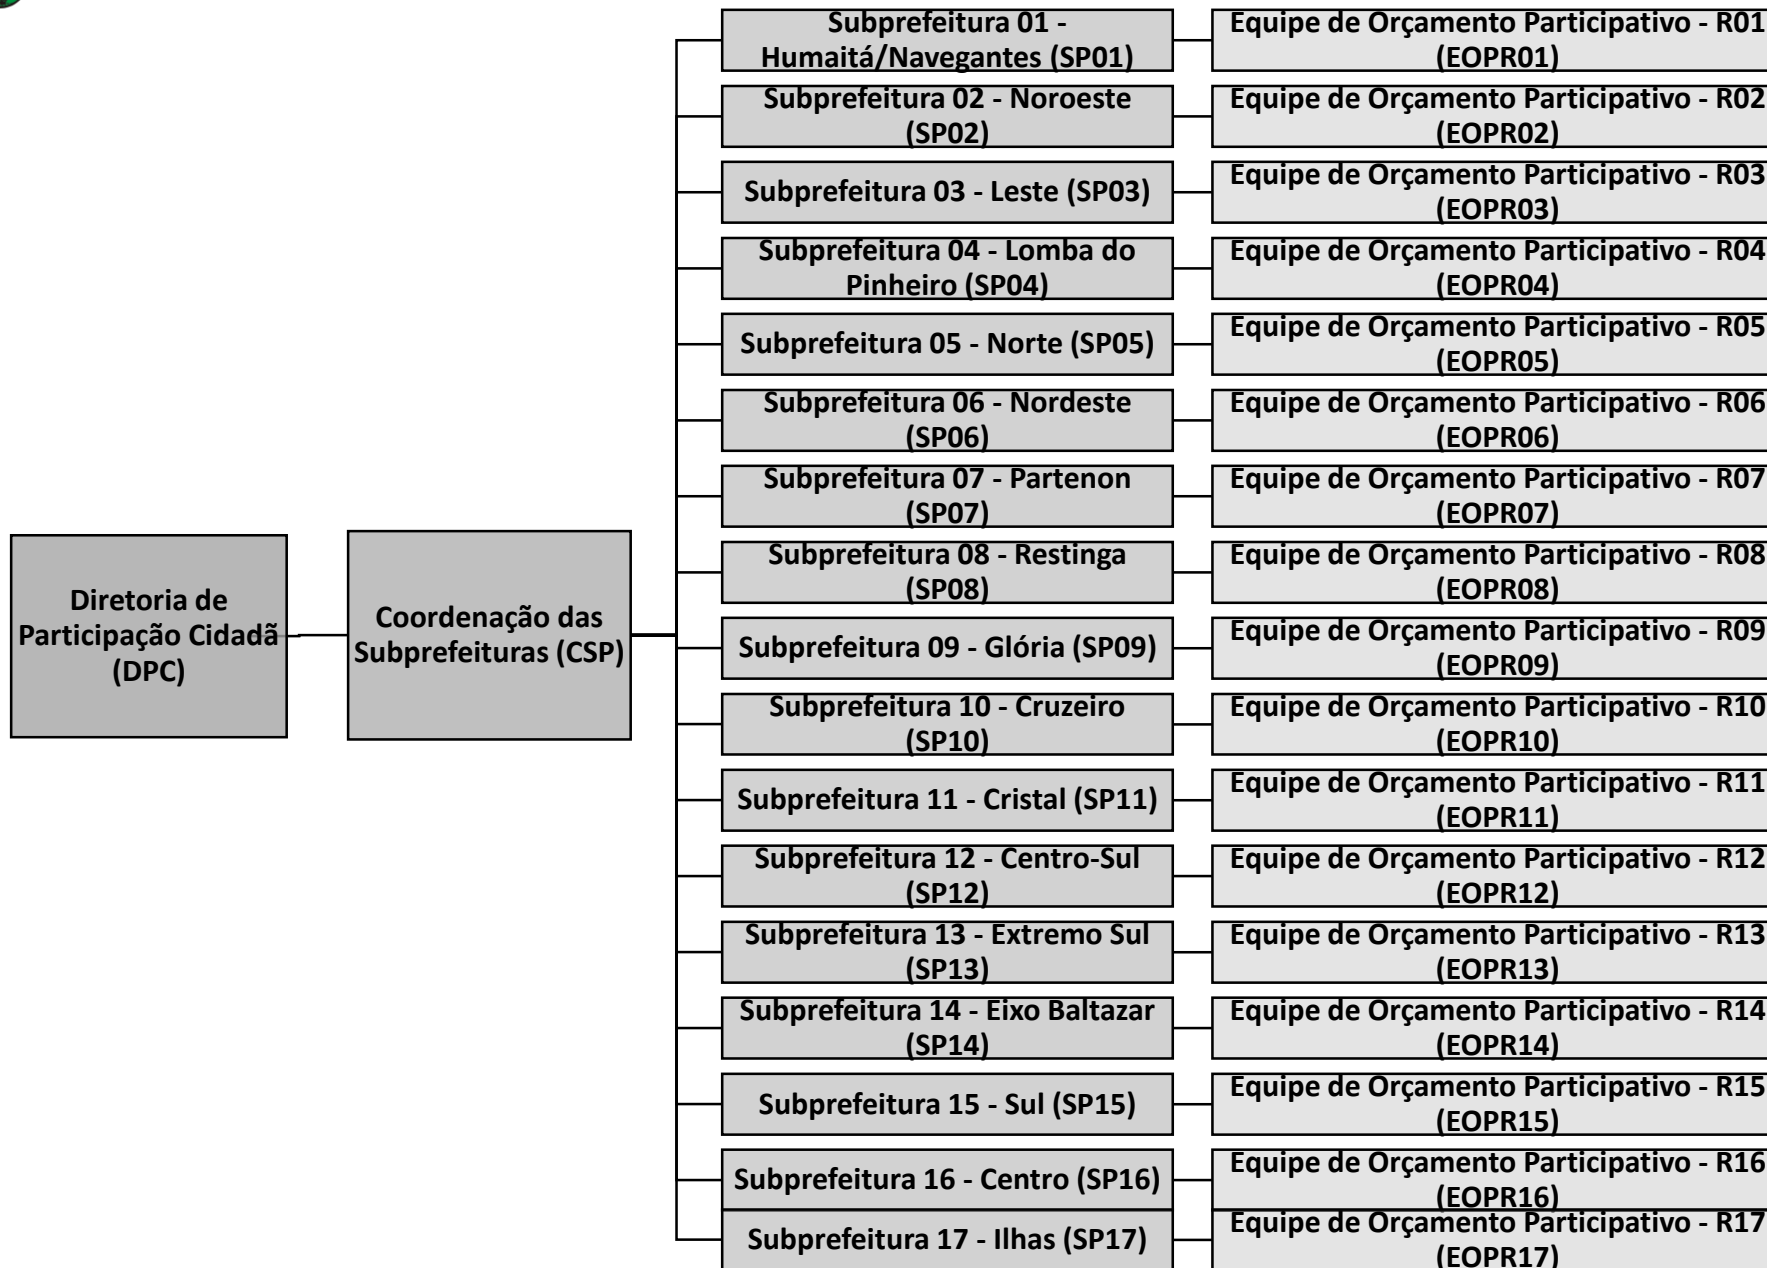 Diretoria de
Participação Cidadã
(DPC)
Coordenação das
Subprefeituras (CSP)
Subprefeitura 01 -
Humaitá/Navegantes (SP01)
Equipe de Orçamento Participativo - R01
(EOPR01)
Subprefeitura 02 - Noroeste
(SP02)
Equipe de Orçamento Participativo - R02
(EOPR02)
Subprefeitura 03 - Leste (SP03)
Equipe de Orçamento Participativo - R03
(EOPR03)
Subprefeitura 04 - Lomba do
Pinheiro (SP04)
Equipe de Orçamento Participativo - R04
(EOPR04)
Subprefeitura 05 - Norte (SP05)
Equipe de Orçamento Participativo - R05
(EOPR05)
Subprefeitura 06 - Nordeste
(SP06)
Equipe de Orçamento Participativo - R06
(EOPR06)
Subprefeitura 07 - Partenon
(SP07)
Equipe de Orçamento Participativo - R07
(EOPR07)
Subprefeitura 08 - Restinga
(SP08)
Equipe de Orçamento Participativo - R08
(EOPR08)
Subprefeitura 09 - Glória (SP09)
Equipe de Orçamento Participativo - R09
(EOPR09)
Subprefeitura 10 - Cruzeiro
(SP10)
Equipe de Orçamento Participativo - R10
(EOPR10)
Subprefeitura 11 - Cristal (SP11)
Equipe de Orçamento Participativo - R11
(EOPR11)
Subprefeitura 12 - Centro-Sul
(SP12)
Equipe de Orçamento Participativo - R12
(EOPR12)
Subprefeitura 13 - Extremo Sul
(SP13)
Equipe de Orçamento Participativo - R13
(EOPR13)
Subprefeitura 14 - Eixo Baltazar
(SP14)
Equipe de Orçamento Participativo - R14
(EOPR14)
Subprefeitura 15 - Sul (SP15)
Equipe de Orçamento Participativo - R15
(EOPR15)
Subprefeitura 16 - Centro (SP16)
Equipe de Orçamento Participativo - R16
(EOPR16)
Subprefeitura 17 - Ilhas (SP17)
Equipe de Orçamento Participativo - R17
(EOPR17)